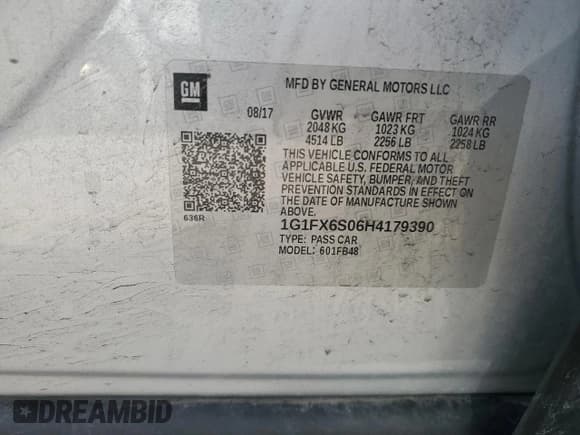 GM
MFD BY GENERAL MOTORS LLC
08/17 GVWR GAWR FRT GAWR RR
2048 KG 1023 KG 1024 KG
4514 LB 2256 LB 2258 LB
THIS VEHICLE CONFORMS TO ALL
APPLICABLE U.S. FEDERAL MOTOR
VEHICLE SAFETY, BUMPER, AND THEFT
PREVENTION STANDARDS IN EFFECT ON
THE DATE OF MANUFACTURE SHOWN
ABOVE.
636R
1G1FX6S06H4179390
TYPE: PASS CAR
MODEL: 601FB48
DREAMBID